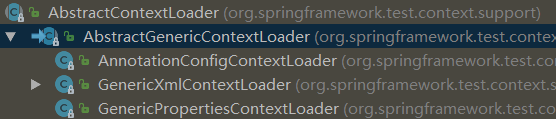 AbstractContextLoader (org.springframework.test.context.support)
AbstractGenericContextLoader (org.springframework.test.contex
AnnotationConfigContextLoader (org.springframework.test.co
GenericXmlContextLoader (org.springframework.test.context.s
GenericPropertiesContextLoader (org.springframework.test.co